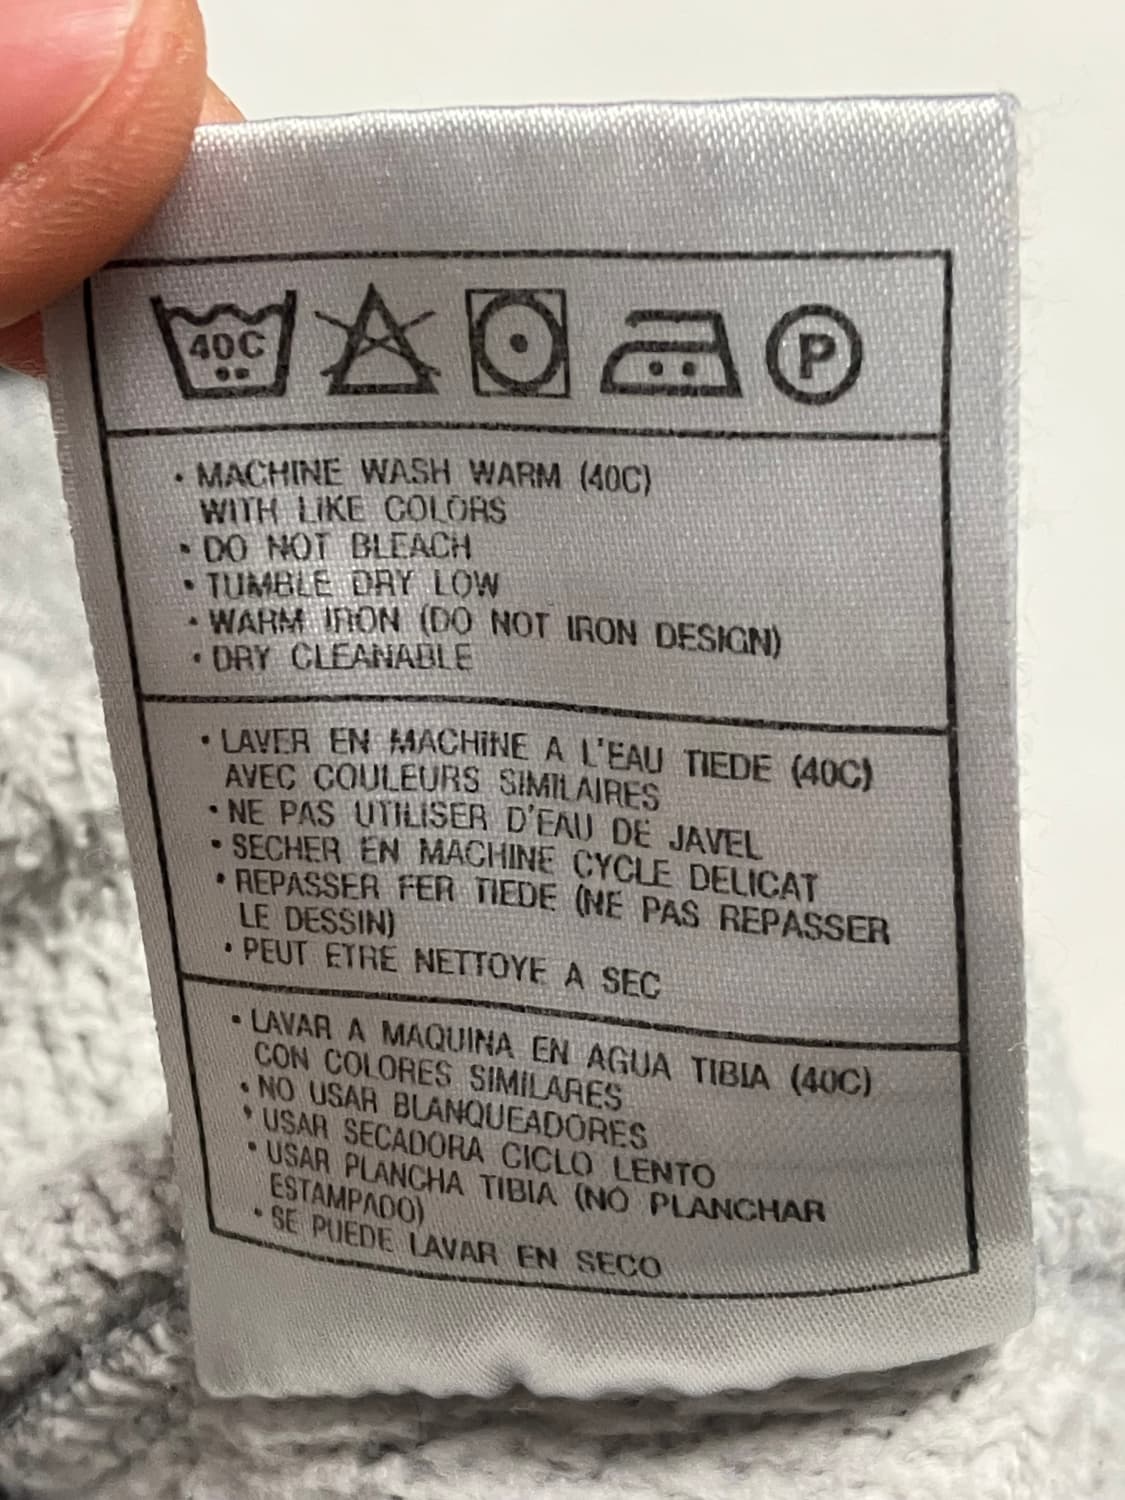 40C
P
• MACHINE WASH WARM (40C)
WITH LIKE COLORS
• DO NOT BLEACH
• TUMBLE DRY LOW
• WARM IRON (DO NOT IRON DESIGN)
• DRY CLEANABLE
• LAVER EN MACHINE A L'EAU TIEDE (40C)
AVEC COULEURS SIMILAIRES
• NE PAS UTILISER D'EAU DE JAVEL
• SECHER EN MACHINE CYCLE DELICAT
• REPASSER FER TIEDE (NE PAS REPASSER
LE DESSIN)
• PEUT ETRE NETTOYE A SEC
• LAVAR A MAQUINA EN AGUA TIBIA (40C)
CON COLORES SIMILARES
• NO USAR BLANQUEADORES
• USAR SECADORA CICLO LENTO
• USAR PLANCHA TIBIA (NO PLANCHAR
ESTAMPADO)
• SE PUEDE LAVAR EN SECO